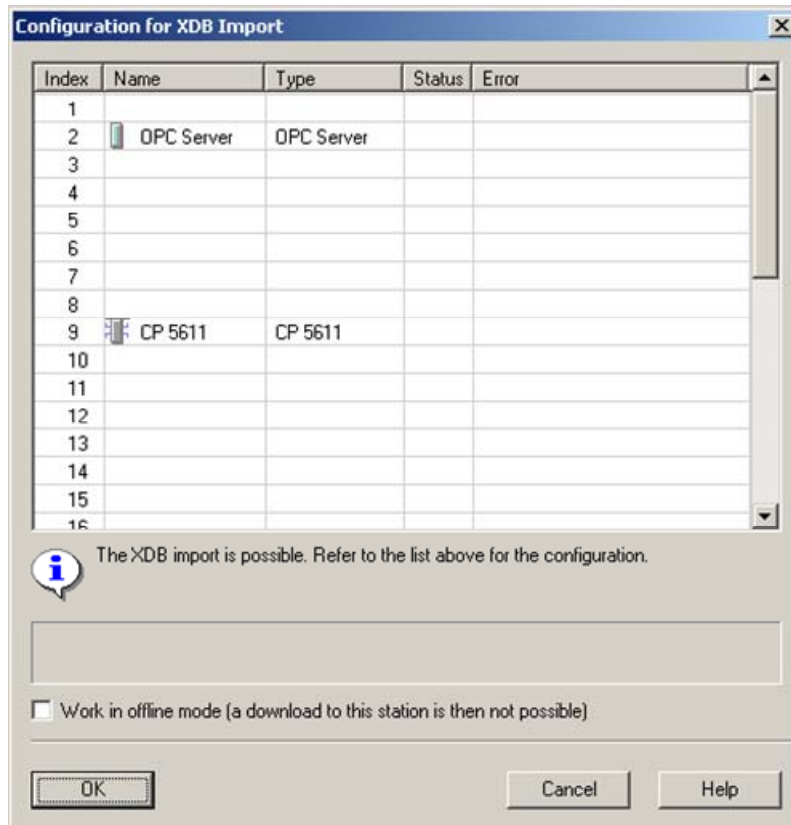 Configuration for XDB Import
Index Name Type Status Error
1
2 OPC Server OPC Server
3
4
5
6
7
8
9 CP 5611 CP 5611
10
11
12
13
14
15
16
The XDB import is possible. Refer to the list above for the configuration.
Work in offline mode (a download to this station is then not possible)
OK Cancel Help